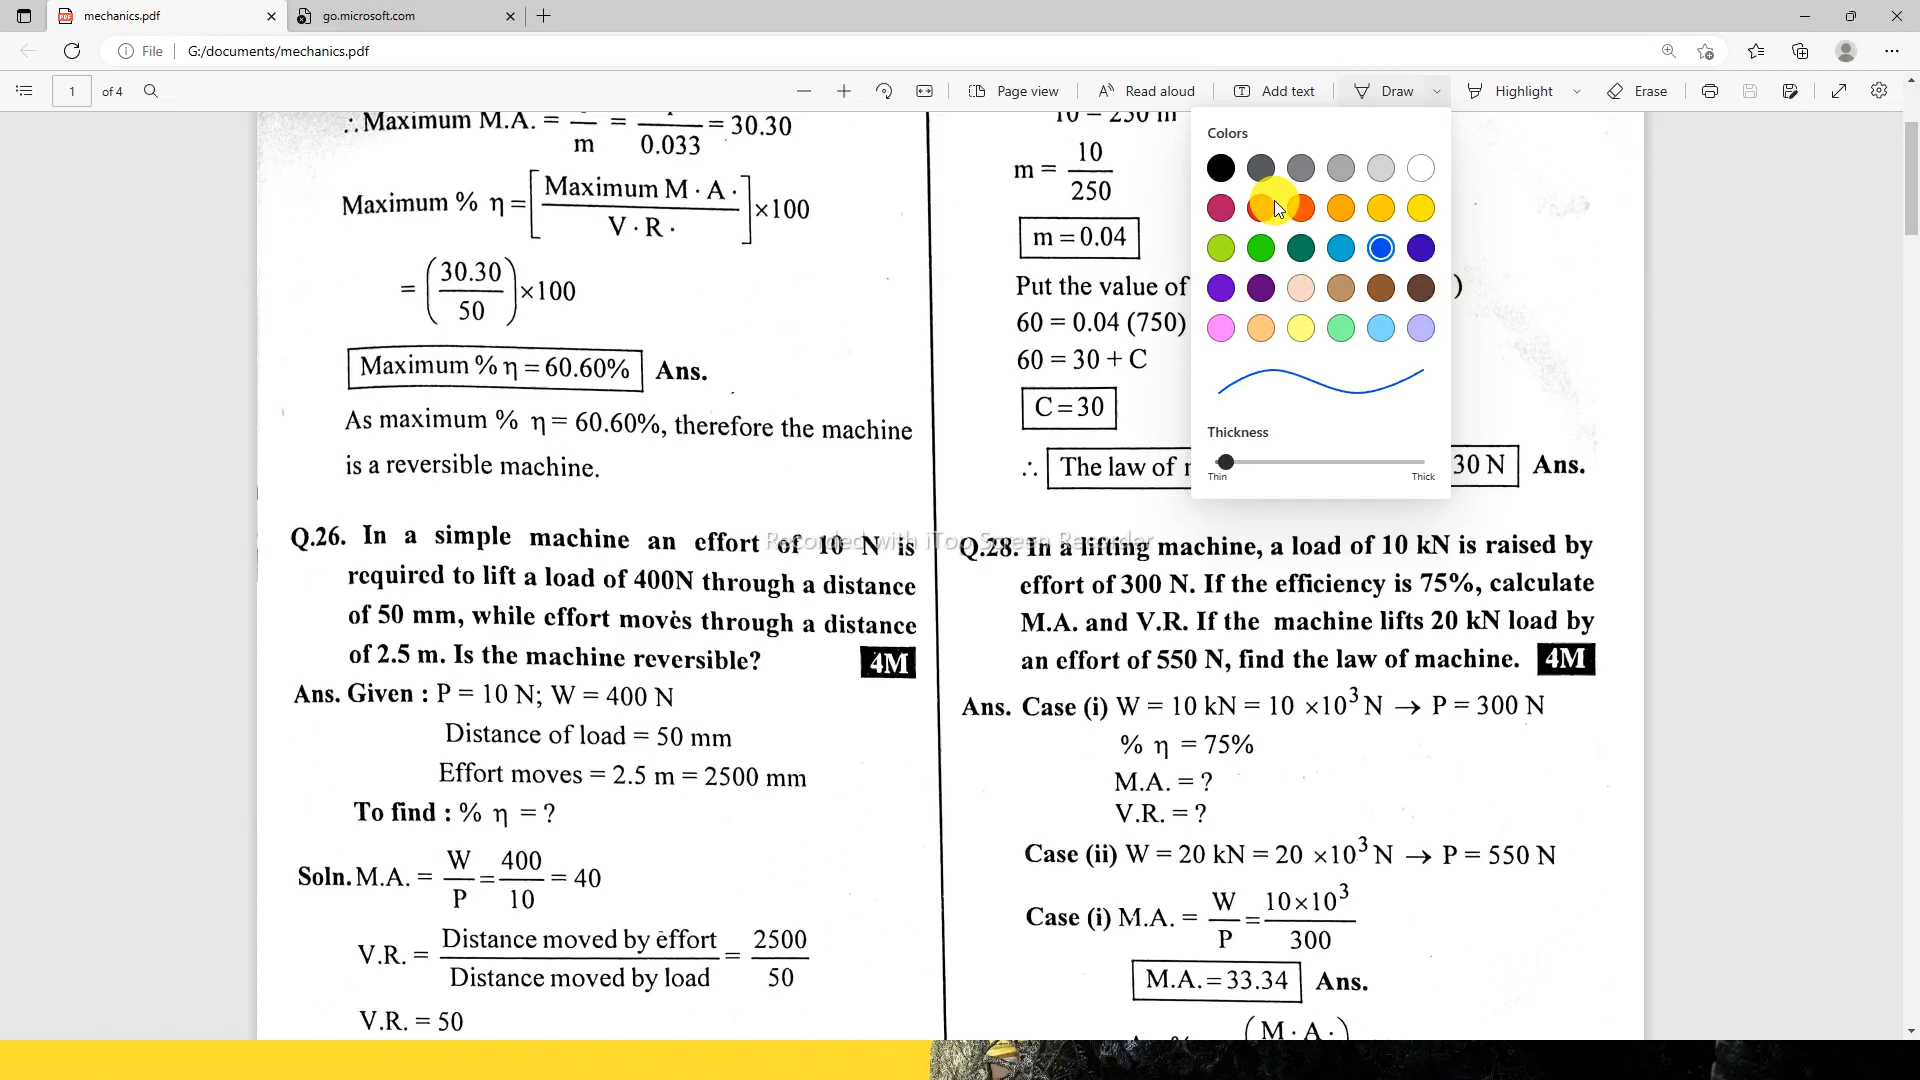 mechanics.pdf
go.microsoft.com
File
G:/documents/mechanics.pdf
1 of 4
Page view
Read aloud
Add text
Draw
Highlight
Erase
∴ Maximum M.A. = — = — = 30.30
m 0.033
Maximum % η = [Maximum M·A· / V·R·] ×100
= (30.30 / 50) ×100
Maximum % η = 60.60% Ans.
As maximum % η = 60.60%, therefore the machine
is a reversible machine.
Q.26. In a simple machine an effort of 10 N is
required to lift a load of 400N through a distance
of 50 mm, while effort moves through a distance
of 2.5 m. Is the machine reversible? 4M
Ans. Given : P = 10 N; W = 400 N
Distance of load = 50 mm
Effort moves = 2.5 m = 2500 mm
To find : % η = ?
Soln. M.A. = W/P = 400/10 = 40
V.R. = Distance moved by effort / Distance moved by load = 2500/50
V.R. = 50
10 = 250 m
m = 10/250
m = 0.04
Put the value of )
60 = 0.04 (750)
60 = 30 + C
C = 30
∴ The law of 30 N Ans.
Q.28. In a lifting machine, a load of 10 kN is raised by
effort of 300 N. If the efficiency is 75%, calculate
M.A. and V.R. If the machine lifts 20 kN load by
an effort of 550 N, find the law of machine. 4M
Ans. Case (i) W = 10 kN = 10 ×10³ N → P = 300 N
% η = 75%
M.A. = ?
V.R. = ?
Case (ii) W = 20 kN = 20 ×10³ N → P = 550 N
Case (i) M.A. = W/P = 10×10³/300
M.A. = 33.34 Ans.
(M·A·)
Colors
Thickness
Thin
Thick
Recorded with iTop Screen Recorder